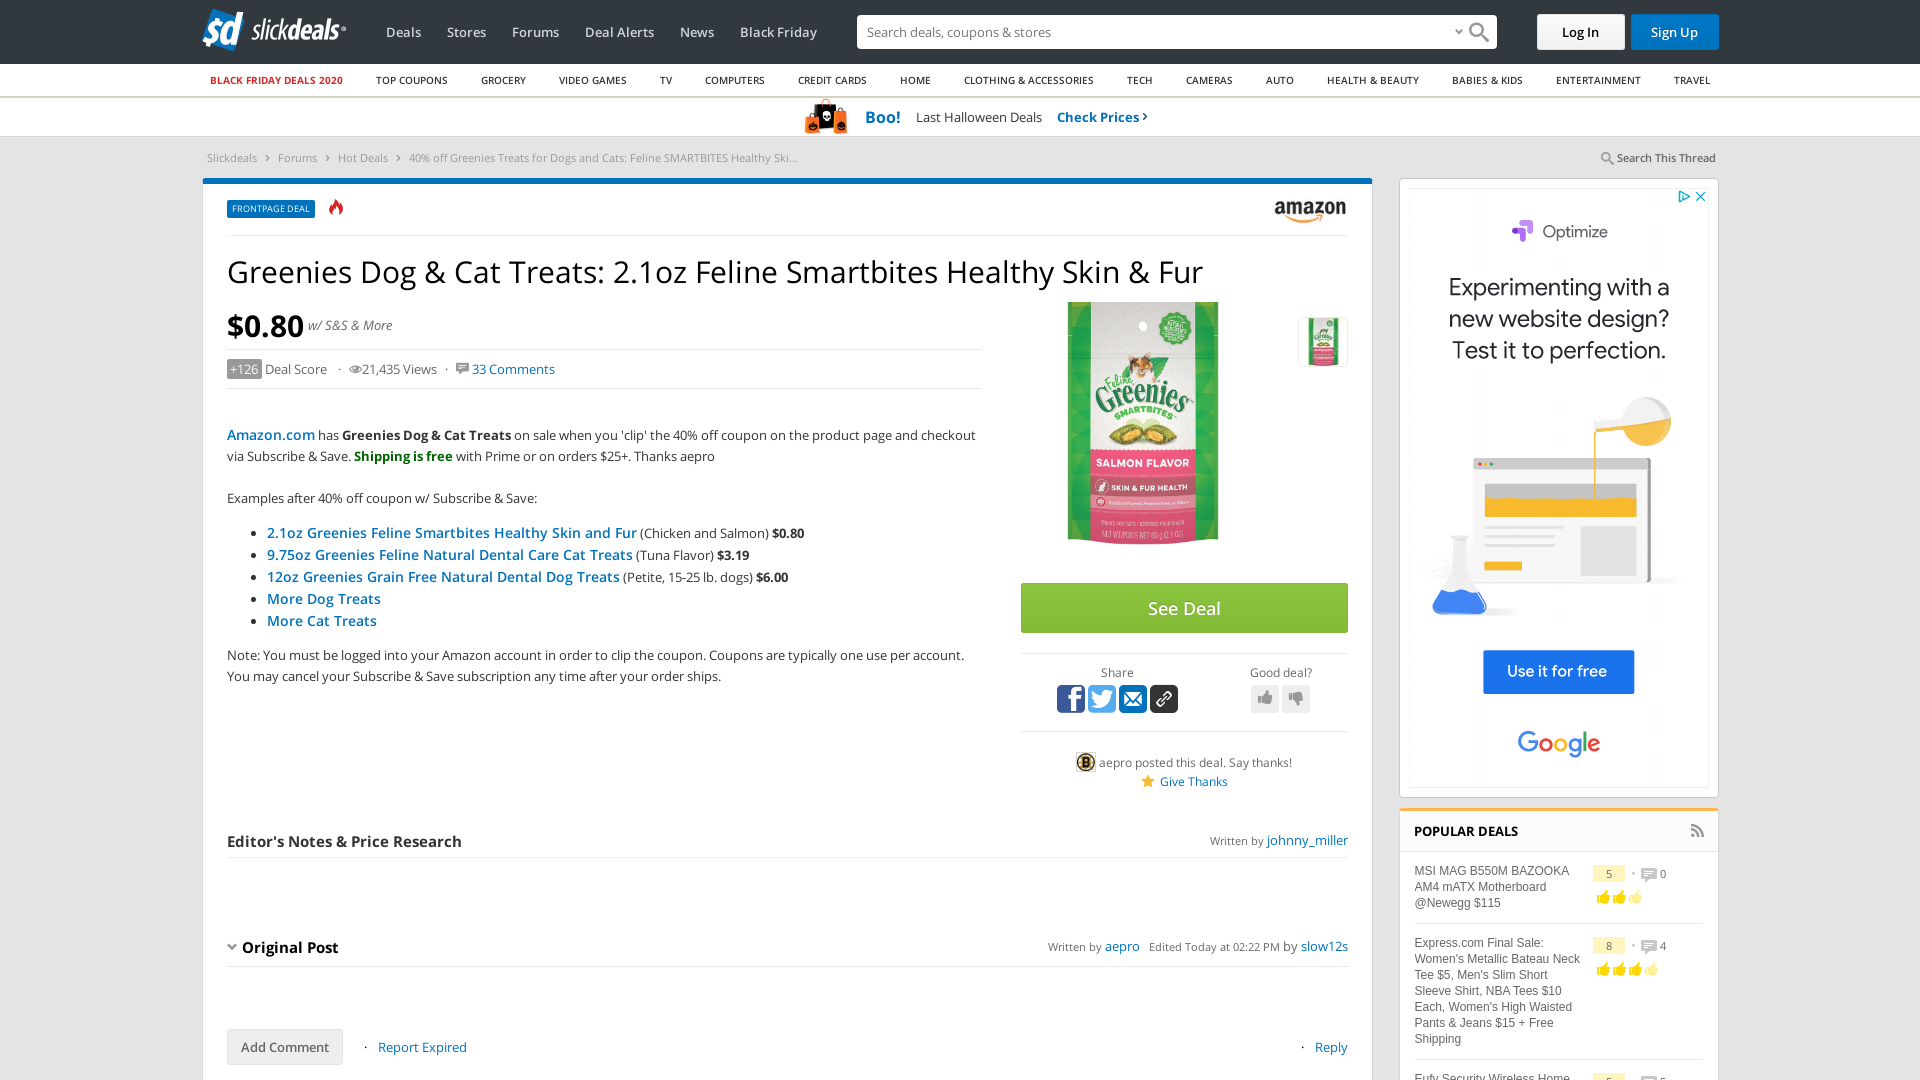 sd slickdeals
Deals Stores Forums Deal Alerts News Black Friday
Search deals, coupons & stores
Log In
Sign Up
BLACK FRIDAY DEALS 2020 TOP COUPONS GROCERY VIDEO GAMES TV COMPUTERS CREDIT CARDS HOME CLOTHING & ACCESSORIES TECH CAMERAS AUTO HEALTH & BEAUTY BABIES & KIDS ENTERTAINMENT TRAVEL
Boo! Last Halloween Deals Check Prices
Slickdeals Forums Hot Deals 40% off Greenies Treats for Dogs and Cats: Feline SMARTBITES Healthy Ski...
Search This Thread
FRONTPAGE DEAL
amazon
Greenies Dog & Cat Treats: 2.1oz Feline Smartbites Healthy Skin & Fur
$0.80 w/ S&S & More
+126 Deal Score · 21,435 Views · 33 Comments
Amazon.com has Greenies Dog & Cat Treats on sale when you 'clip' the 40% off coupon on the product page and checkout
via Subscribe & Save. Shipping is free with Prime or on orders $25+. Thanks aepro
Examples after 40% off coupon w/ Subscribe & Save:
2.1oz Greenies Feline Smartbites Healthy Skin and Fur (Chicken and Salmon) $0.80
9.75oz Greenies Feline Natural Dental Care Cat Treats (Tuna Flavor) $3.19
12oz Greenies Grain Free Natural Dental Dog Treats (Petite, 15-25 lb. dogs) $6.00
More Dog Treats
More Cat Treats
Note: You must be logged into your Amazon account in order to clip the coupon. Coupons are typically one use per account.
You may cancel your Subscribe & Save subscription any time after your order ships.
Feline
Greenies
SMARTBITES
SALMON FLAVOR
SKIN & FUR HEALTH
See Deal
Share
Good deal?
aepro posted this deal. Say thanks!
Give Thanks
Editor's Notes & Price Research
Written by johnny_miller
Original Post
Written by aepro Edited Today at 02:22 PM by slow12s
Add Comment
· Report Expired
· Reply
Optimize
Experimenting with a
new website design?
Test it to perfection.
Use it for free
Google
POPULAR DEALS
MSI MAG B550M BAZOOKA
AM4 mATX Motherboard
@Newegg $115
5 • 0
Express.com Final Sale:
Women's Metallic Bateau Neck
Tee $5, Men's Slim Short
Sleeve Shirt, NBA Tees $10
Each, Women's High Waisted
Pants & Jeans $15 + Free
Shipping
8 • 4
Eufy Security Wireless Home